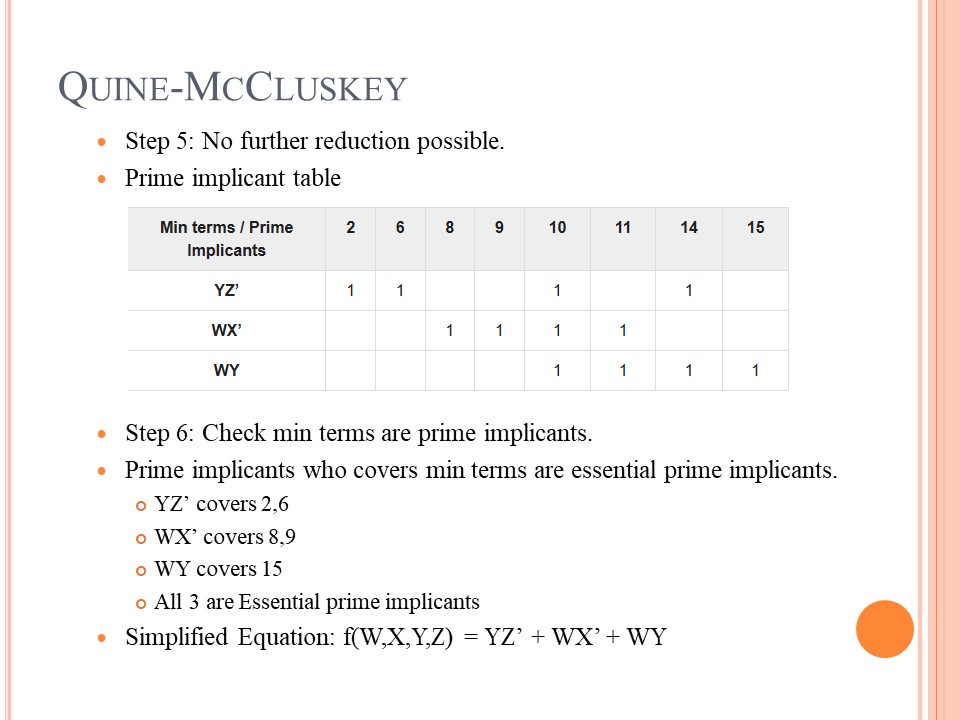 QUINE-MCCLUSKEY
Step 5: No further reduction possible.
Prime implicant table
Min terms / Prime Implicants 2 6 8 9 10 11 14 15
YZ’ 1 1 1 1
WX’ 1 1 1 1
WY 1 1 1 1
Step 6: Check min terms are prime implicants.
Prime implicants who covers min terms are essential prime implicants.
YZ’ covers 2,6
WX’ covers 8,9
WY covers 15
All 3 are Essential prime implicants
Simplified Equation: f(W,X,Y,Z) = YZ’ + WX’ + WY